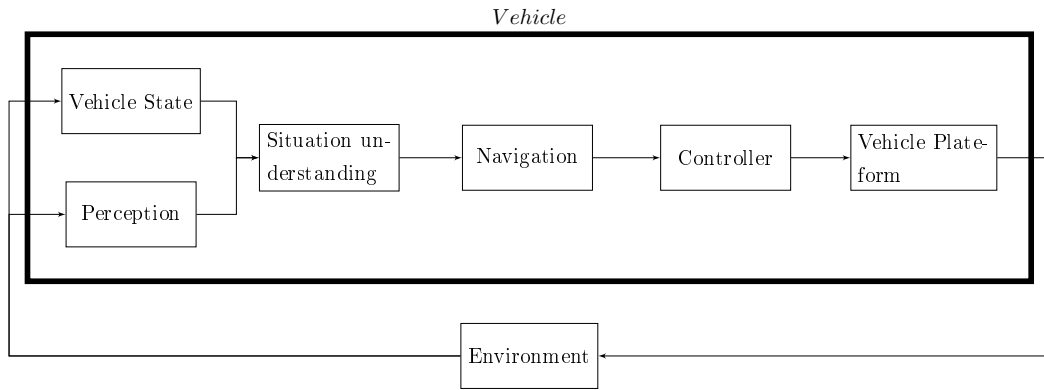 Vehicle
Vehicle State
Situation un-
derstanding
Navigation
Controller
Vehicle Plate-
form
Perception
Environment